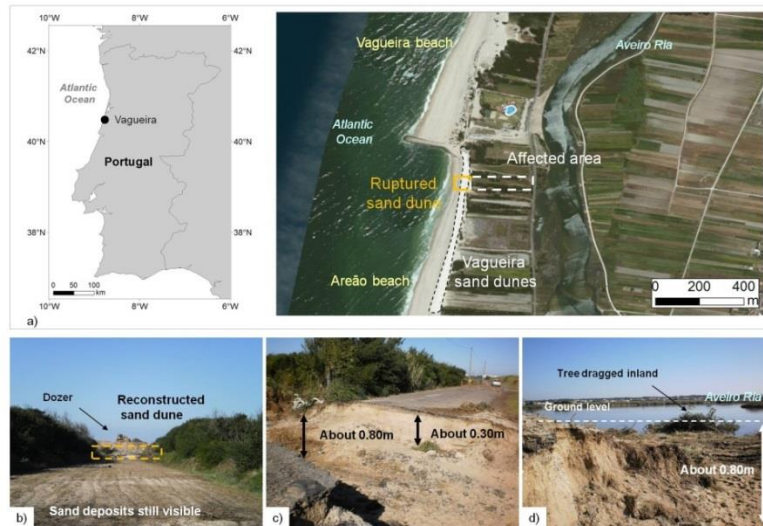 10°W
8°W
6°W
42°N
40°N
38°N
Atlantic
Ocean
Vagueira
Portugal
0 50 100
km
10°W
8°W
6°W
42°N
40°N
38°N
a)
Vagueira beach
Aveiro Ria
Atlantic
Ocean
Affected area
Ruptured
sand dune
Vagueira
sand dunes
Areão beach
0 200 400
m
Dozer
Reconstructed
sand dune
Sand deposits still visible
b)
About 0.80m
About 0.30m
c)
Tree dragged inland
Ground level
Aveiro Ria
About 0.80m
d)